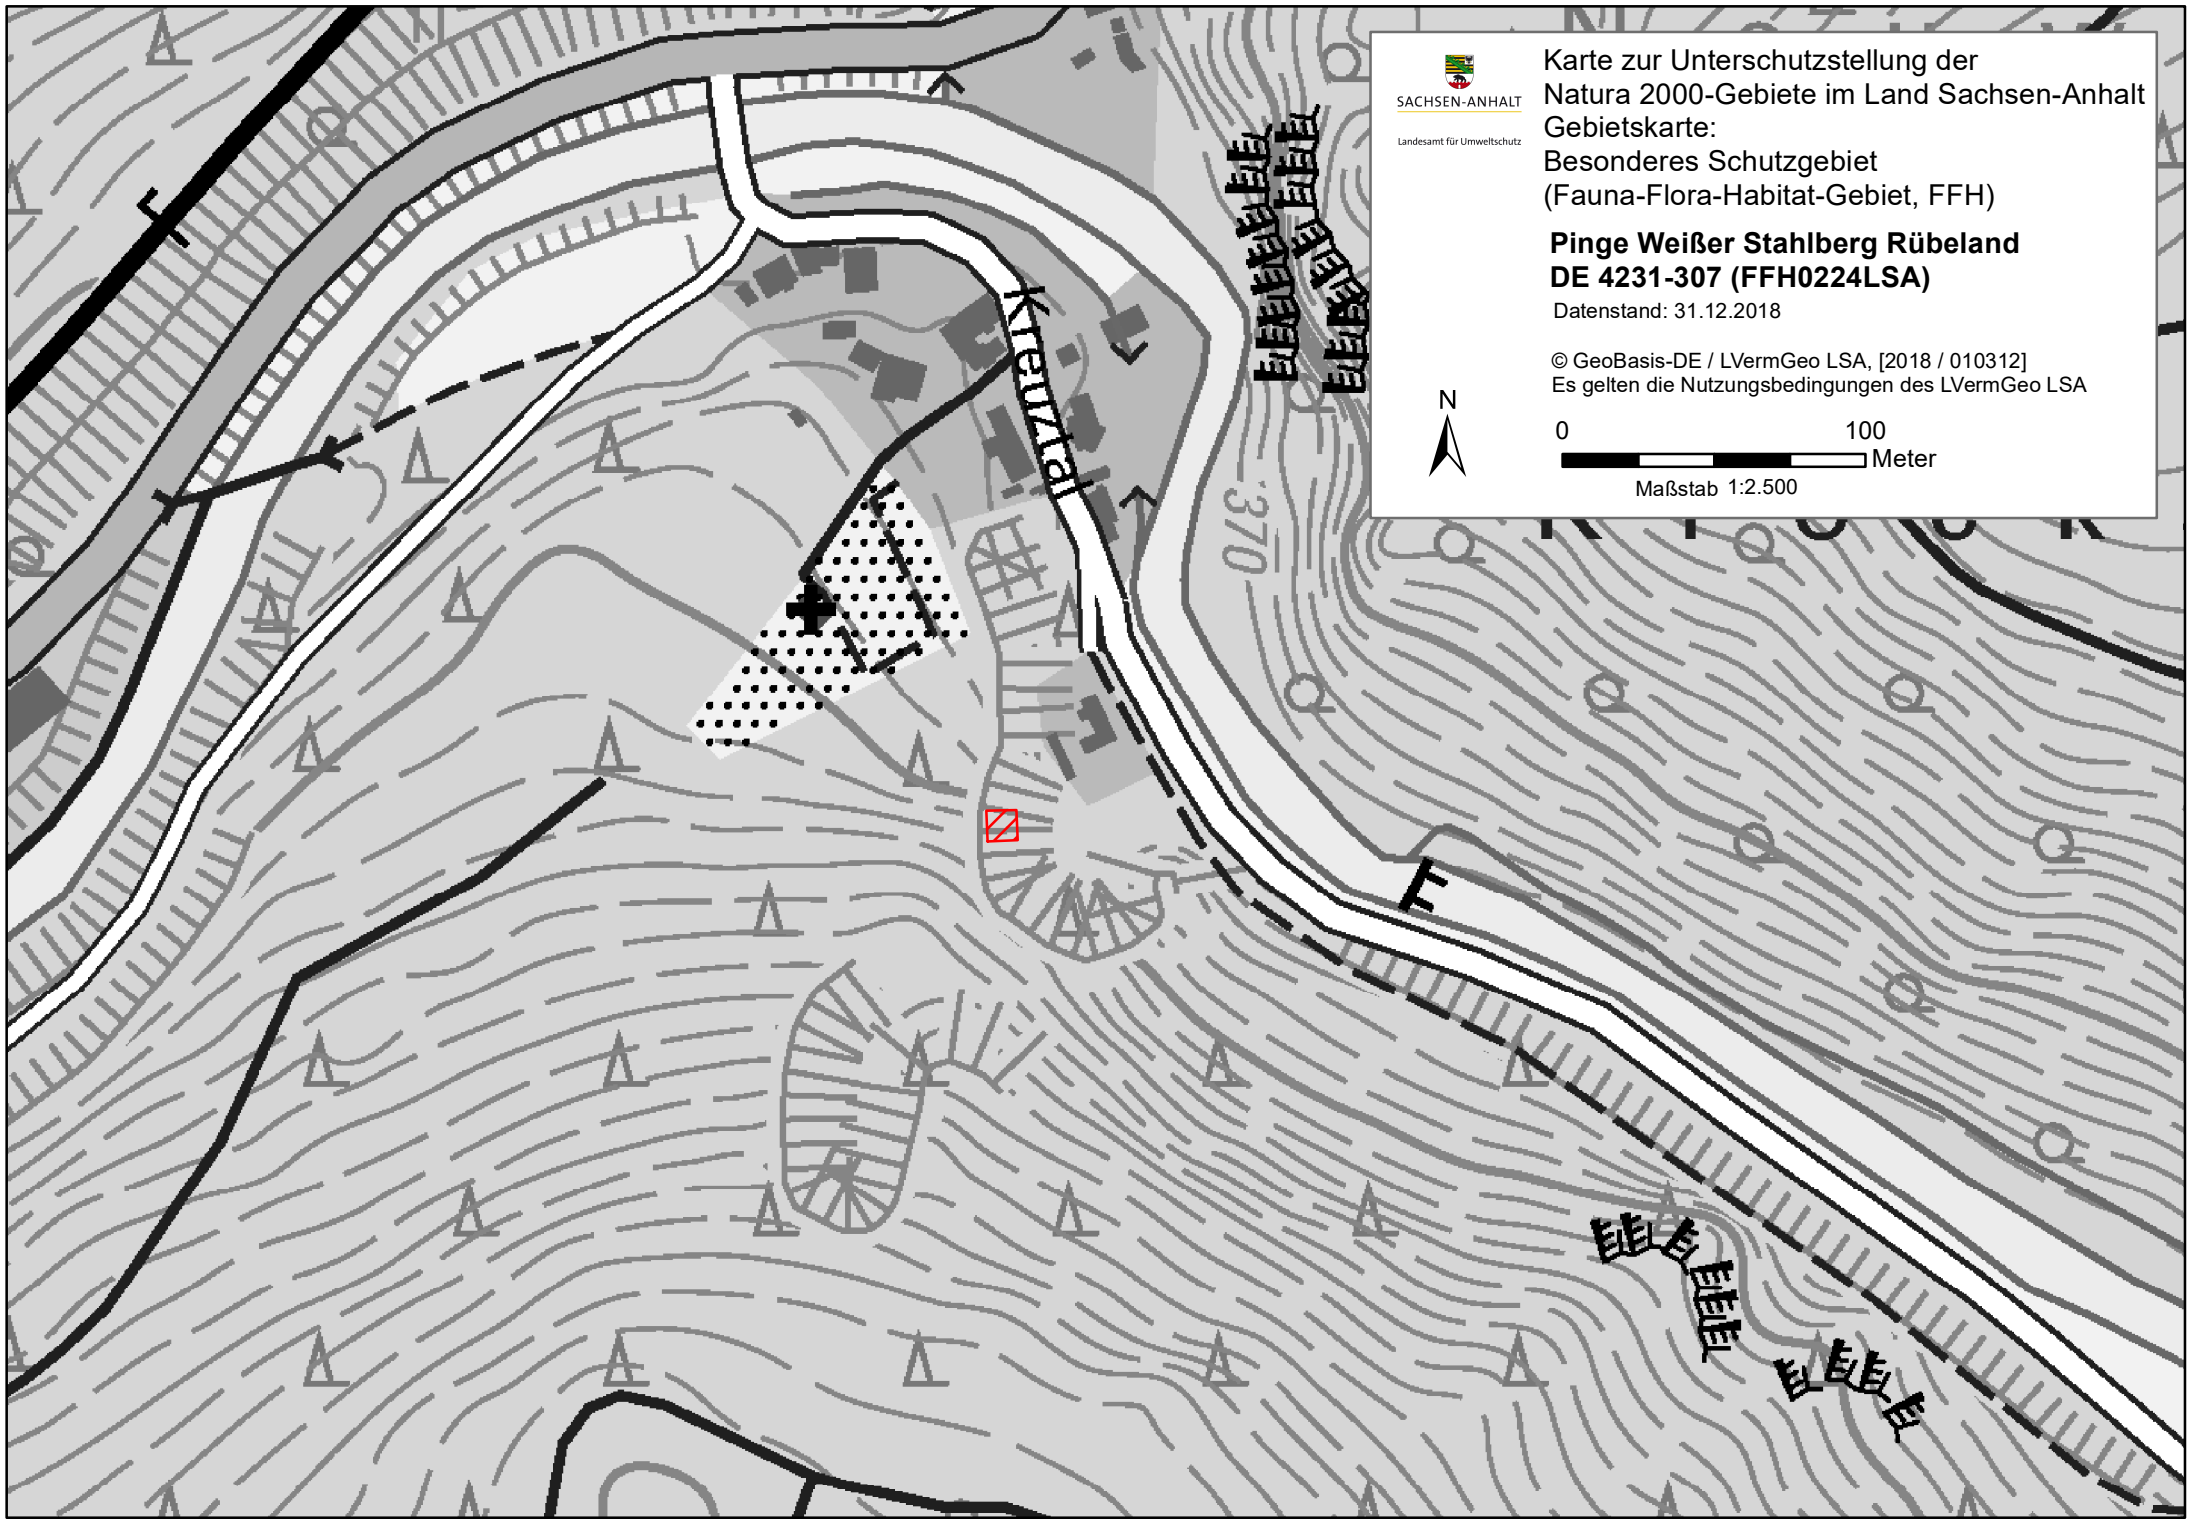 SACHSEN-ANHALT
Landesamt für Umweltschutz
Karte zur Unterschutzstellung der
Natura 2000-Gebiete im Land Sachsen-Anhalt
Gebietskarte:
Besonderes Schutzgebiet
(Fauna-Flora-Habitat-Gebiet, FFH)
Pinge Weißer Stahlberg Rübeland
DE 4231-307 (FFH0224LSA)
Datenstand: 31.12.2018
© GeoBasis-DE / LVermGeo LSA, [2018 / 010312]
Es gelten die Nutzungsbedingungen des LVermGeo LSA
N
0 100
Meter
Maßstab 1:2.500
Kreuztal
370